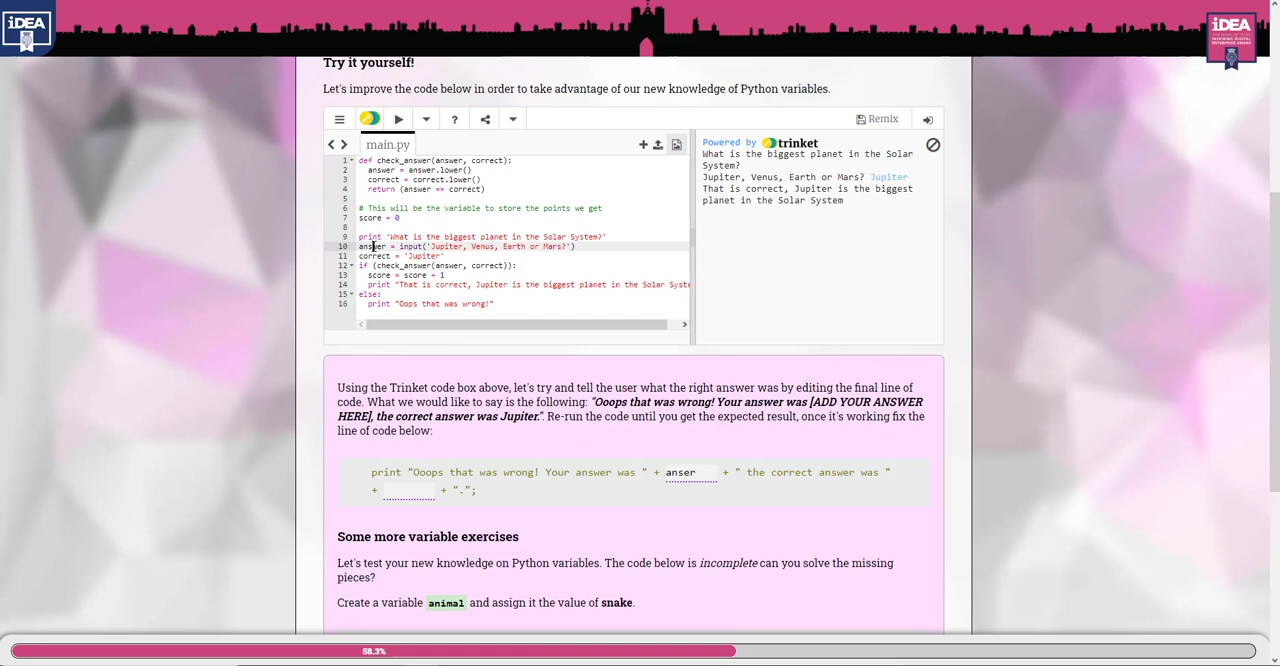 iDEA
iDEA
INSPIRING DIGITAL
ENTERPRISE AWARD
Try it yourself!
Let's improve the code below in order to take advantage of our new knowledge of Python variables.
? Remix
main.py
1 def check_answer(answer, correct):
2 answer = answer.lower()
3 correct = correct.lower()
4 return (answer == correct)
5
6 # This will be the variable to store the points we get
7 score = 0
8
9 print 'What is the biggest planet in the Solar System?'
10 answer = input('Jupiter, Venus, Earth or Mars?')
11 correct = 'Jupiter'
12 if (check_answer(answer, correct)):
13 score = score + 1
14 print "That is correct, Jupiter is the biggest planet in the Solar Syste
15 else:
16 print "Oops that was wrong!"
Powered by trinket
What is the biggest planet in the Solar
System?
Jupiter, Venus, Earth or Mars? Jupiter
That is correct, Jupiter is the biggest
planet in the Solar System
Using the Trinket code box above, let's try and tell the user what the right answer was by editing the final line of
code. What we would like to say is the following: "Ooops that was wrong! Your answer was [ADD YOUR ANSWER
HERE], the correct answer was Jupiter.". Re-run the code until you get the expected result, once it's working fix the
line of code below:
print "Ooops that was wrong! Your answer was " + anser + " the correct answer was "
+ + ".";
Some more variable exercises
Let's test your new knowledge on Python variables. The code below is incomplete can you solve the missing
pieces?
Create a variable animal and assign it the value of snake.
58.3%